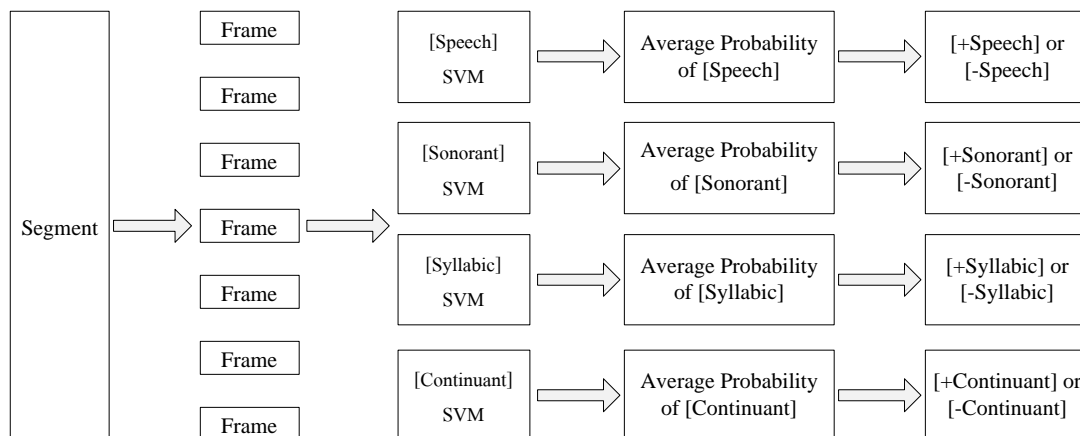 Segment
Frame
Frame
Frame
Frame
Frame
Frame
Frame
[Speech]
SVM
[Sonorant]
SVM
[Syllabic]
SVM
[Continuant]
SVM
Average Probability
of [Speech]
Average Probability
of [Sonorant]
Average Probability
of [Syllabic]
Average Probability
of [Continuant]
[+Speech] or
[-Speech]
[+Sonorant] or
[-Sonorant]
[+Syllabic] or
[-Syllabic]
[+Continuant] or
[-Continuant]